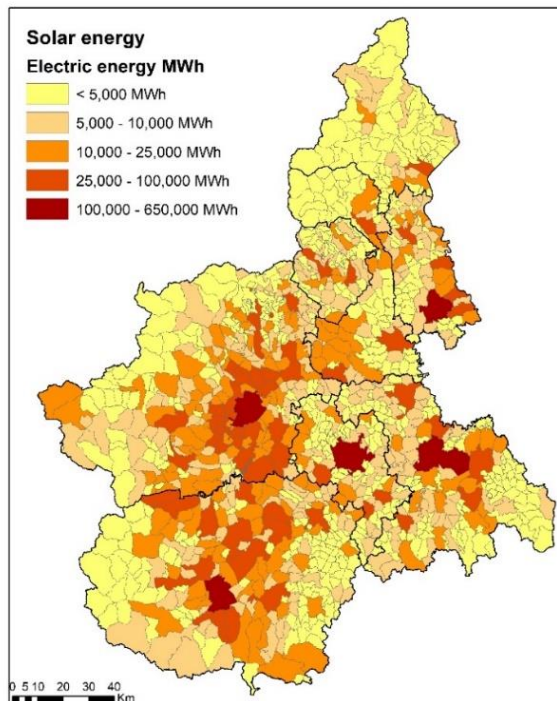 Solar energy
Electric energy MWh
< 5,000 MWh
5,000 - 10,000 MWh
10,000 - 25,000 MWh
25,000 - 100,000 MWh
100,000 - 650,000 MWh
0 5 10 20 30 40
Km